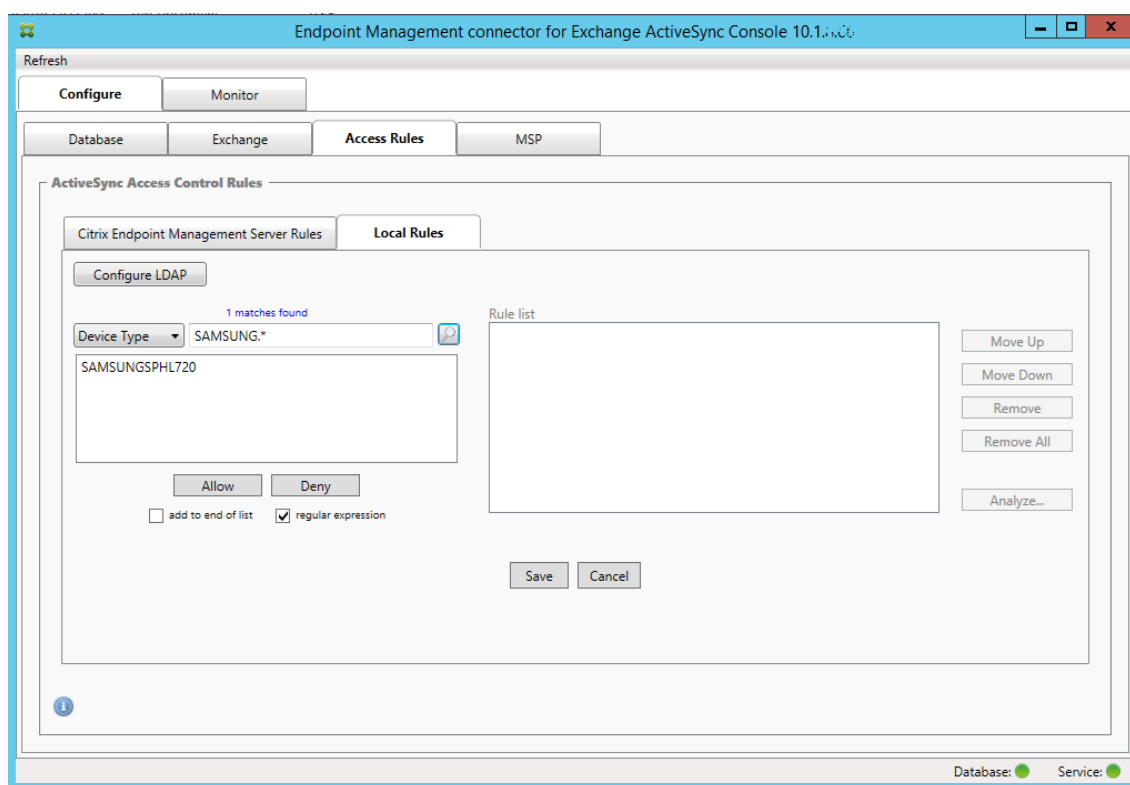 Endpoint Management connector for Exchange ActiveSync Console
Refresh
Configure Monitor
Database Exchange Access Rules MSP
ActiveSync Access Control Rules
Citrix Endpoint Management Server Rules Local Rules
Configure LDAP
1 matches found
Rule list
Device Type SAMSUNG.*
SAMSUNGSPHL720
Move Up
Move Down
Remove
Remove All
Allow Deny
Analyze...
add to end of list regular expression
Save Cancel
Database: Service: